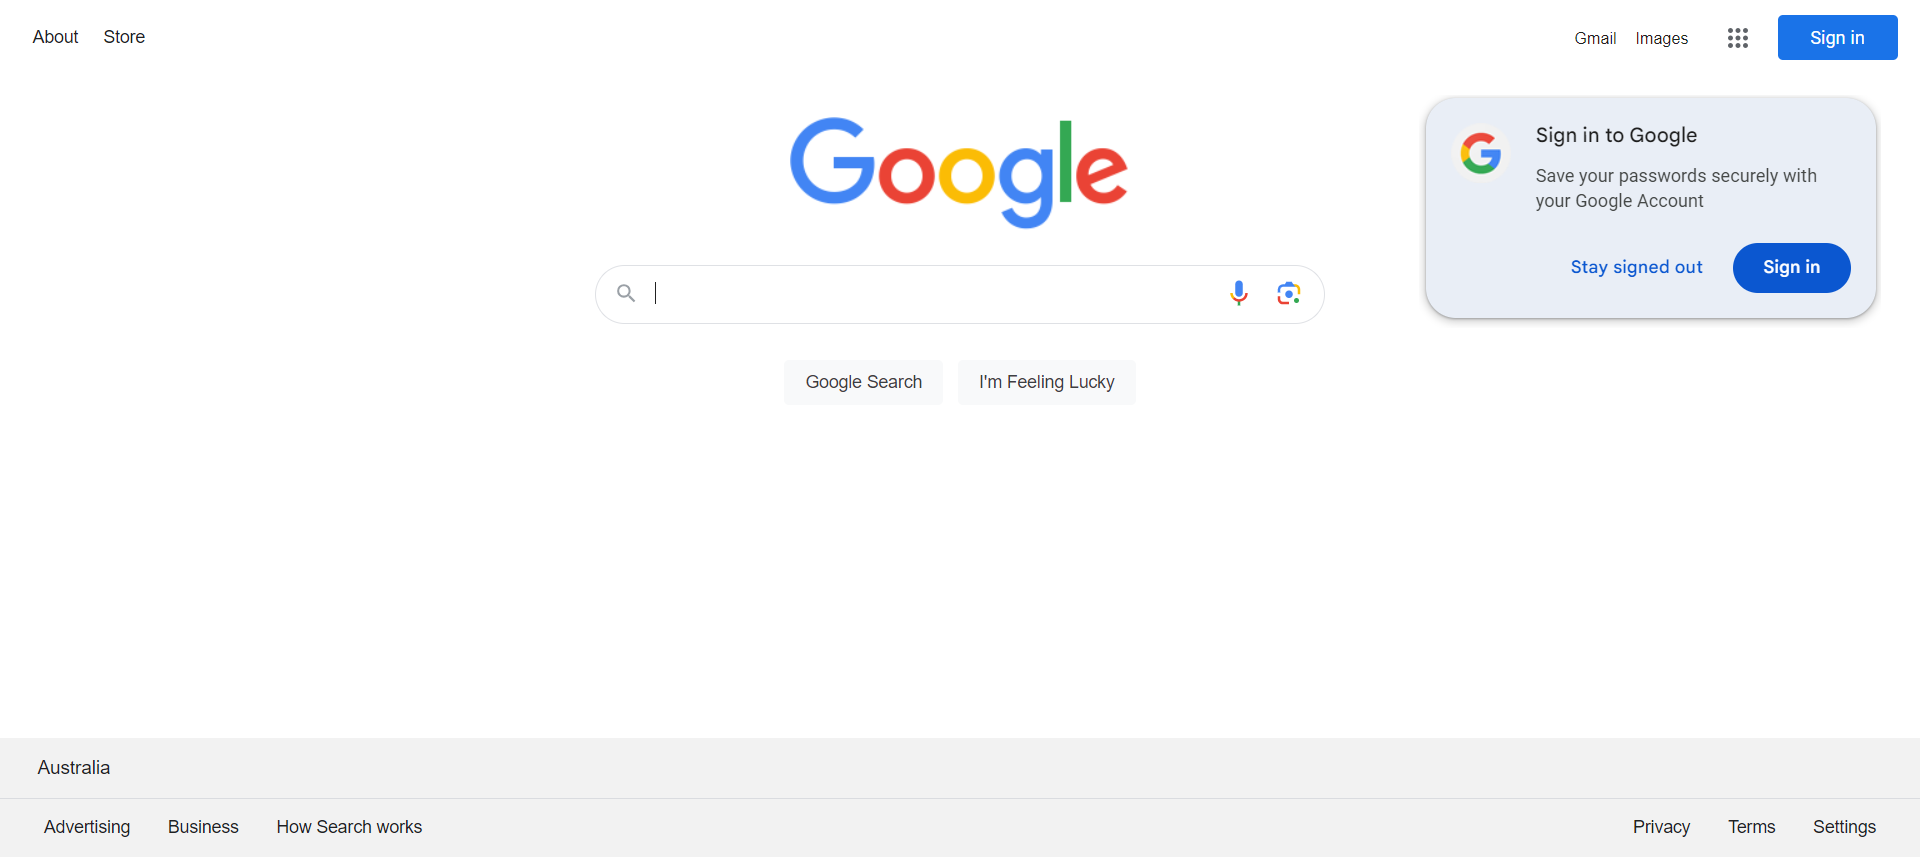 About Store
Gmail Images Sign in
Google
Sign in to Google
Save your passwords securely with
your Google Account
Stay signed out Sign in
Google Search I'm Feeling Lucky
Australia
Advertising Business How Search works
Privacy Terms Settings